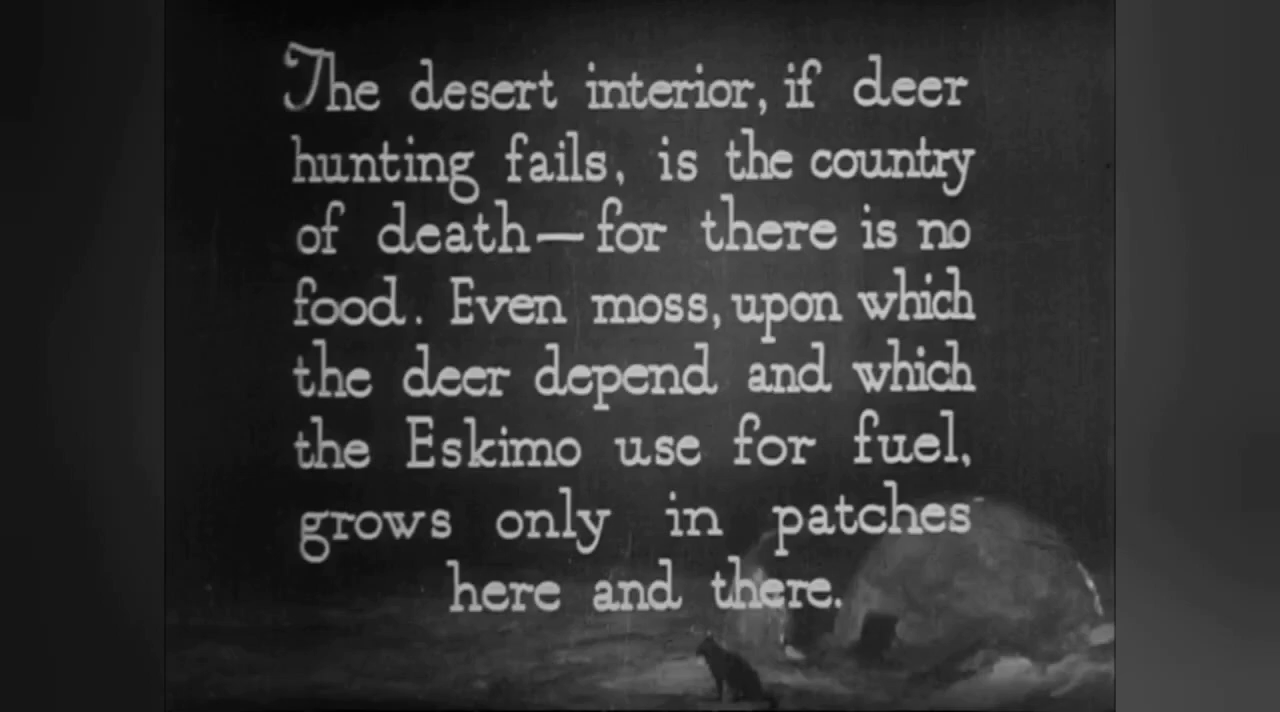 The desert interior, if deer
hunting fails, is the country
of death — for there is no
food. Even moss, upon which
the deer depend and which
the Eskimo use for fuel,
grows only in patches
here and there.